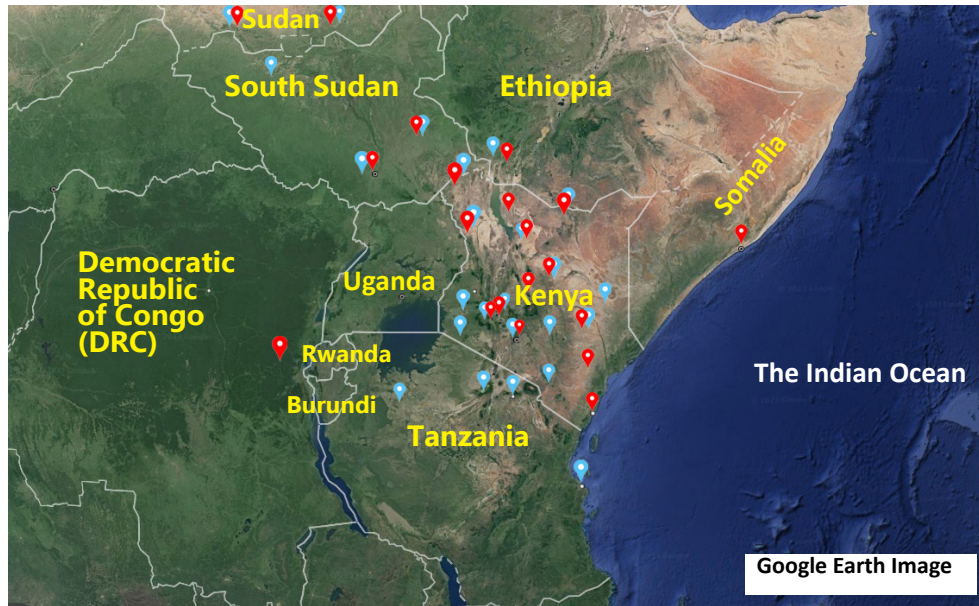 Sudan
South Sudan
Ethiopia
Somalia
Democratic
Republic
of Congo
(DRC)
Uganda
Kenya
Rwanda
The Indian Ocean
Burundi
Tanzania
Google Earth Image